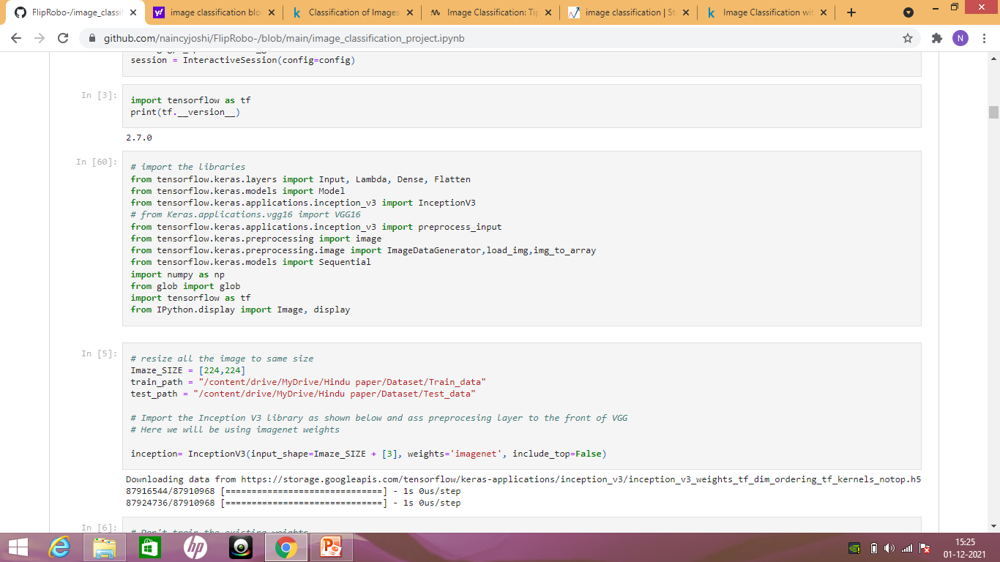 FlipRobo-/image_classif
image classification blo
Classification of Images
Image Classification: Tip
image classification | St
Image Classification wit
github.com/naincyjoshi/FlipRobo-/blob/main/image_classification_project.ipynb
N
session = InteractiveSession(config=config)
In [3]:
import tensorflow as tf
print(tf.__version__)
2.7.0
In [60]:
# import the libraries
from tensorflow.keras.layers import Input, Lambda, Dense, Flatten
from tensorflow.keras.models import Model
from tensorflow.keras.applications.inception_v3 import InceptionV3
# from Keras.applications.vgg16 import VGG16
from tensorflow.keras.applications.inception_v3 import preprocess_input
from tensorflow.keras.preprocessing import image
from tensorflow.keras.preprocessing.image import ImageDataGenerator,load_img,img_to_array
from tensorflow.keras.models import Sequential
import numpy as np
from glob import glob
import tensorflow as tf
from IPython.display import Image, display
In [5]:
# resize all the image to same size
Imaze_SIZE = [224,224]
train_path = "/content/drive/MyDrive/Hindu paper/Dataset/Train_data"
test_path = "/content/drive/MyDrive/Hindu paper/Dataset/Test_data"
# Import the Inception V3 library as shown below and ass preprocesing layer to the front of VGG
# Here we will be using imagenet weights
inception= InceptionV3(input_shape=Imaze_SIZE + [3], weights='imagenet', include_top=False)
Downloading data from https://storage.googleapis.com/tensorflow/keras-applications/inception_v3/inception_v3_weights_tf_dim_ordering_tf_kernels_notop.h5
87916544/87910968 [==============================] - 1s 0us/step
87924736/87910968 [==============================] - 1s 0us/step
In [6]:
# Don't train the existing weights
hp
15:25
01-12-2021